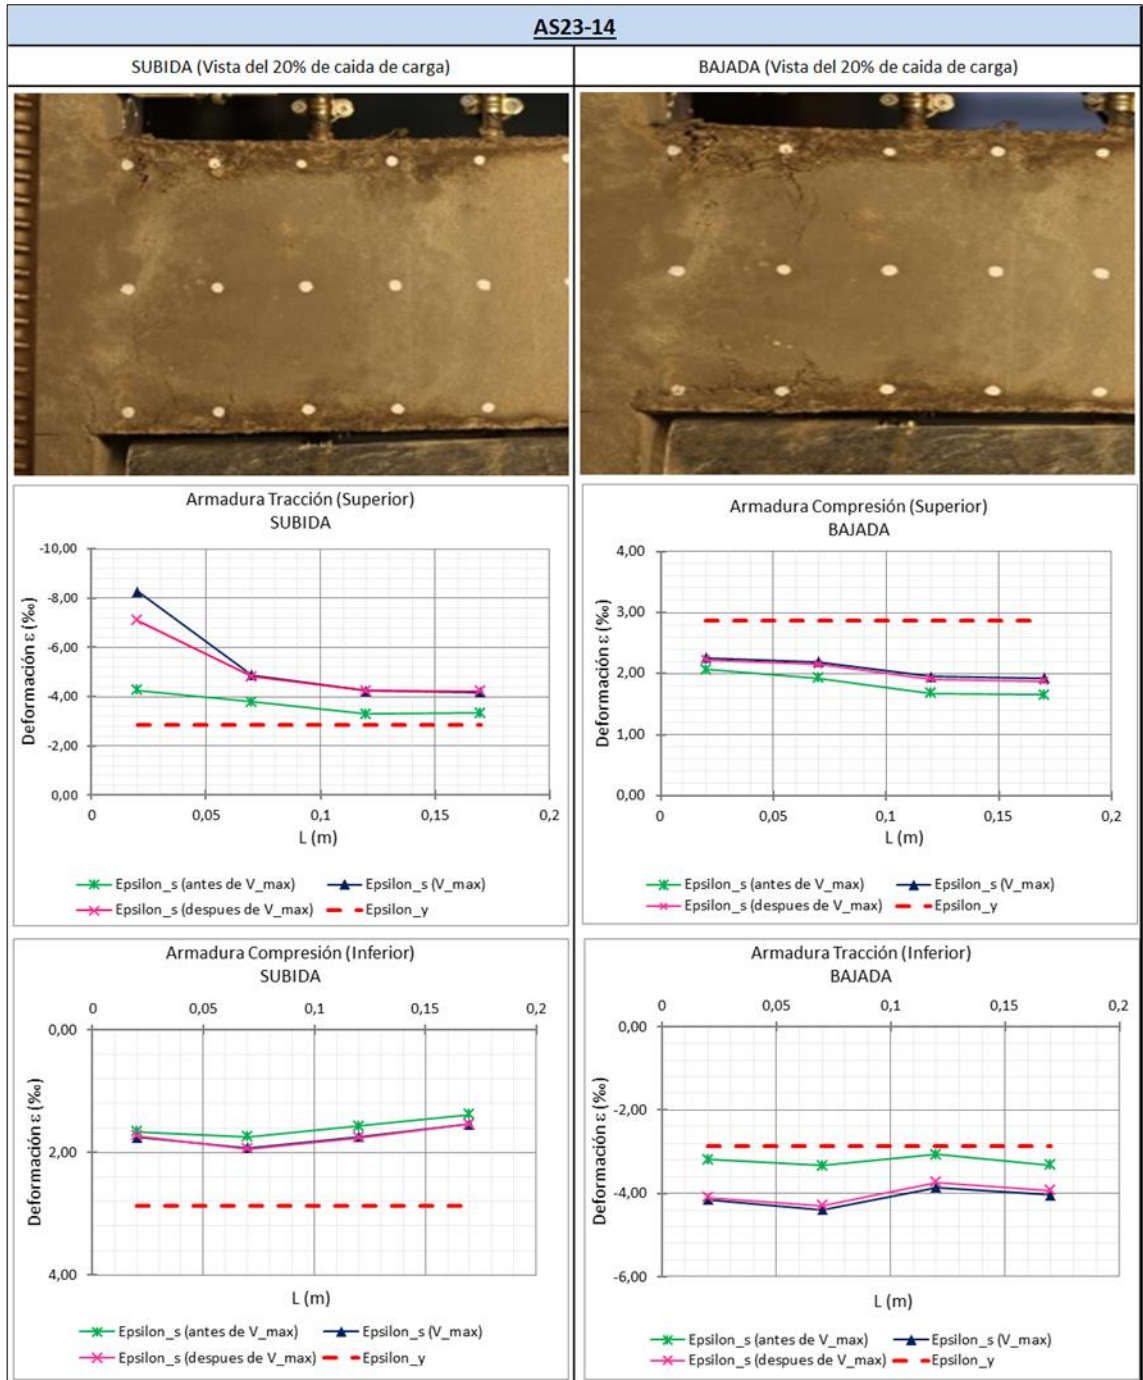 AS23-14
SUBIDA (Vista del 20% de caida de carga)
BAJADA (Vista del 20% de caida de carga)
Armadura Tracción (Superior)
SUBIDA
-10,00
-8,00
-6,00
-4,00
-2,00
0,00
0
0,05
0,1
0,15
0,2
Deformación ε (‰)
L (m)
Epsilon_s (antes de V_max)
Epsilon_s (V_max)
Epsilon_s (despues de V_max)
Epsilon_y
Armadura Compresión (Superior)
BAJADA
4,00
3,00
2,00
1,00
0,00
0
0,05
0,1
0,15
0,2
Deformación ε (‰)
L (m)
Epsilon_s (antes de V_max)
Epsilon_s (V_max)
Epsilon_s (despues de V_max)
Epsilon_y
Armadura Compresión (Inferior)
SUBIDA
0
0,05
0,1
0,15
0,2
0,00
2,00
4,00
Deformación ε (‰)
L (m)
Epsilon_s (antes de V_max)
Epsilon_s (V_max)
Epsilon_s (despues de V_max)
Epsilon_y
Armadura Tracción (Inferior)
BAJADA
0
0,05
0,1
0,15
0,2
0,00
-2,00
-4,00
-6,00
Deformación ε (‰)
L (m)
Epsilon_s (antes de V_max)
Epsilon_s (V_max)
Epsilon_s (despues de V_max)
Epsilon_y